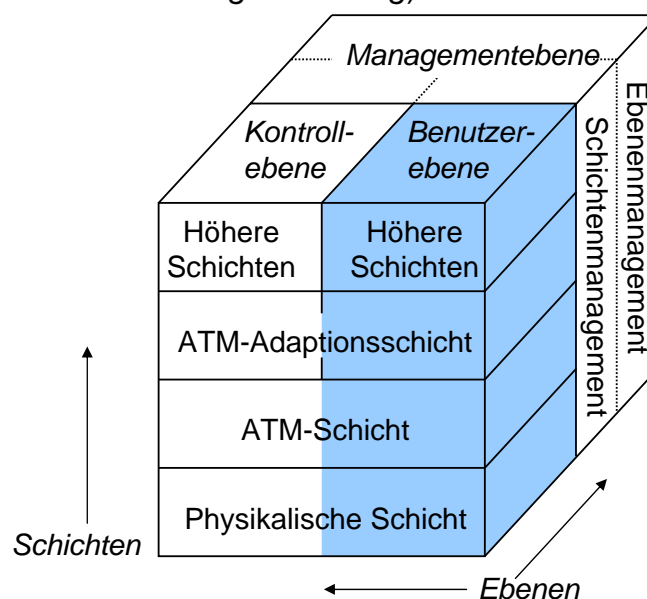 Managementebene
Kontroll-
ebene
Benutzer-
ebene
Höhere
Schichten
Höhere
Schichten
ATM-Adaptionsschicht
ATM-Schicht
Physikalische Schicht
Schichtenmanagement
Ebenenmanagement
Schichten
Ebenen